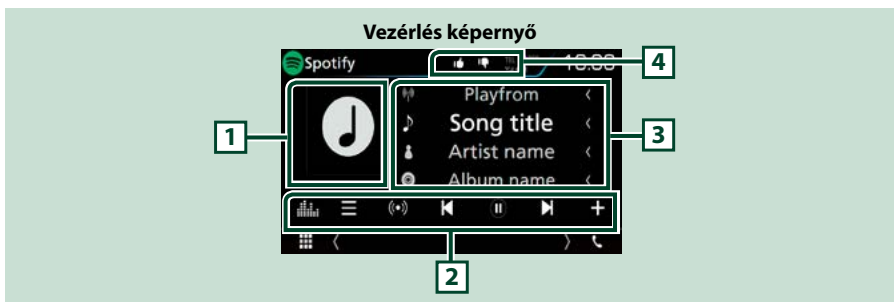 Vezérlés képernyő
Spotify
4
Playfrom
1
Song title
3
Artist name
Album name
2